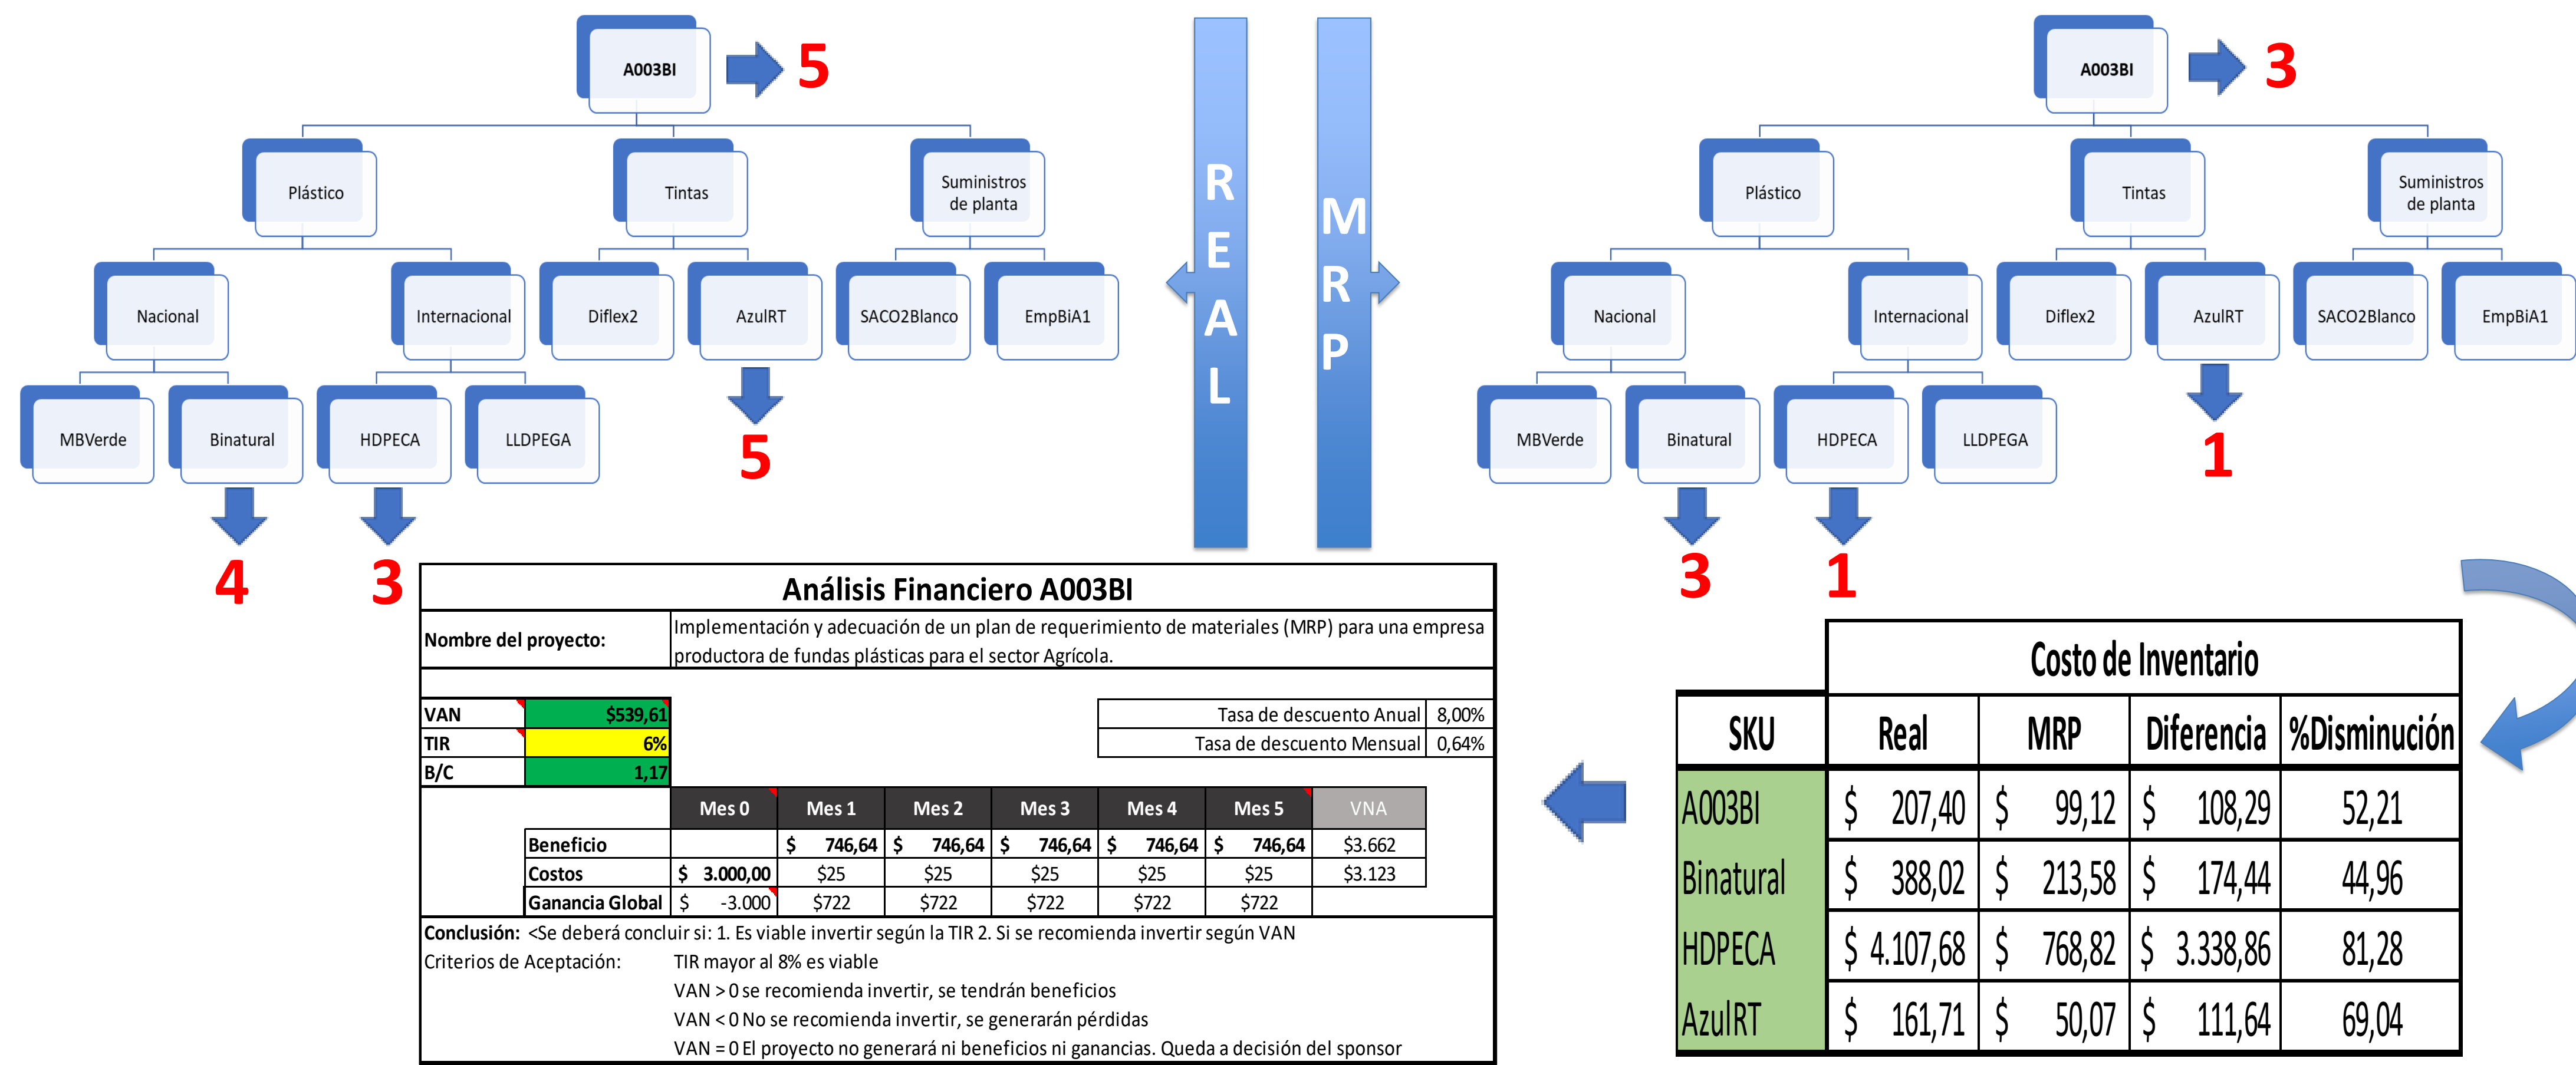 A003BI
5
Plástico
Tintas
Suministros
de planta
Nacional
Internacional
Diflex2
AzulRT
SACO2Blanco
EmpBiA1
MBVerde
Binatural
HDPECA
LLDPEGA
5
4
3
REAL
MRP
A003BI
3
Plástico
Tintas
Suministros
de planta
Nacional
Internacional
Diflex2
AzulRT
SACO2Blanco
EmpBiA1
MBVerde
Binatural
HDPECA
LLDPEGA
1
3
1
Análisis Financiero A003BI
Nombre del proyecto: Implementación y adecuación de un plan de requerimiento de materiales (MRP) para una empresa
productora de fundas plásticas para el sector Agrícola.
VAN $539,61 Tasa de descuento Anual 8,00%
TIR 6% Tasa de descuento Mensual 0,64%
B/C 1,17
Mes 0 Mes 1 Mes 2 Mes 3 Mes 4 Mes 5 VNA
Beneficio $ 746,64 $ 746,64 $ 746,64 $ 746,64 $ 746,64 $3.662
Costos $ 3.000,00 $25 $25 $25 $25 $25 $3.123
Ganancia Global $ -3.000 $722 $722 $722 $722 $722
Conclusión: <Se deberá concluir si: 1. Es viable invertir según la TIR 2. Si se recomienda invertir según VAN
Criterios de Aceptación: TIR mayor al 8% es viable
VAN > 0 se recomienda invertir, se tendrán beneficios
VAN < 0 No se recomienda invertir, se generarán pérdidas
VAN = 0 El proyecto no generará ni beneficios ni ganancias. Queda a decisión del sponsor
Costo de Inventario
SKU Real MRP Diferencia %Disminución
A003BI $ 207,40 $ 99,12 $ 108,29 52,21
Binatural $ 388,02 $ 213,58 $ 174,44 44,96
HDPECA $ 4.107,68 $ 768,82 $ 3.338,86 81,28
AzulRT $ 161,71 $ 50,07 $ 111,64 69,04